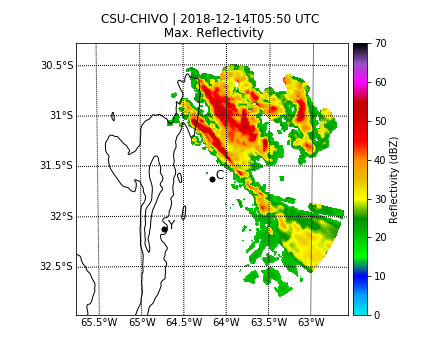 CSU-CHIVO | 2018-12-14T05:50 UTC
Max. Reflectivity
30.5°S
31°S
31.5°S
32°S
32.5°S
65.5°W 65°W 64.5°W 64°W 63.5°W 63°W
C
Y
70
60
50
40
30
20
10
0
Reflectivity (dBZ)